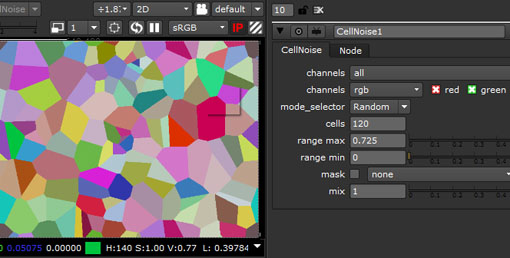 llNoise ÷1.8 2D default
1 sRGB IP
0.05075 0.00000 H:140 S:1.00 V:0.77 L: 0.39784
10
CellNoise1
CellNoise Node
channels all
channels rgb red green
mode_selector Random
cells 120
range max 0.725
range min 0
mask none
mix 1